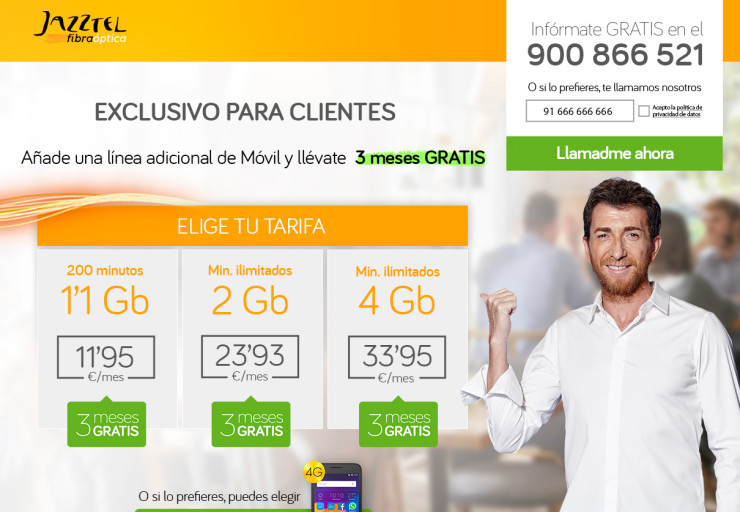 JAZZTEL
fibraóptica
Infórmate GRATIS en el
900 866 521
O si lo prefieres, te llamamos nosotros
91 666 666 666
Acepto la política de
privacidad de datos
Llamadme ahora
EXCLUSIVO PARA CLIENTES
Añade una línea adicional de Móvil y llévate 3 meses GRATIS
ELIGE TU TARIFA
200 minutos
1'1 Gb
11'95
€/mes
3 meses
GRATIS
Min. ilimitados
2 Gb
23'93
€/mes
3 meses
GRATIS
Min. ilimitados
4 Gb
33'95
€/mes
3 meses
GRATIS
4G
O si lo prefieres, puedes elegir